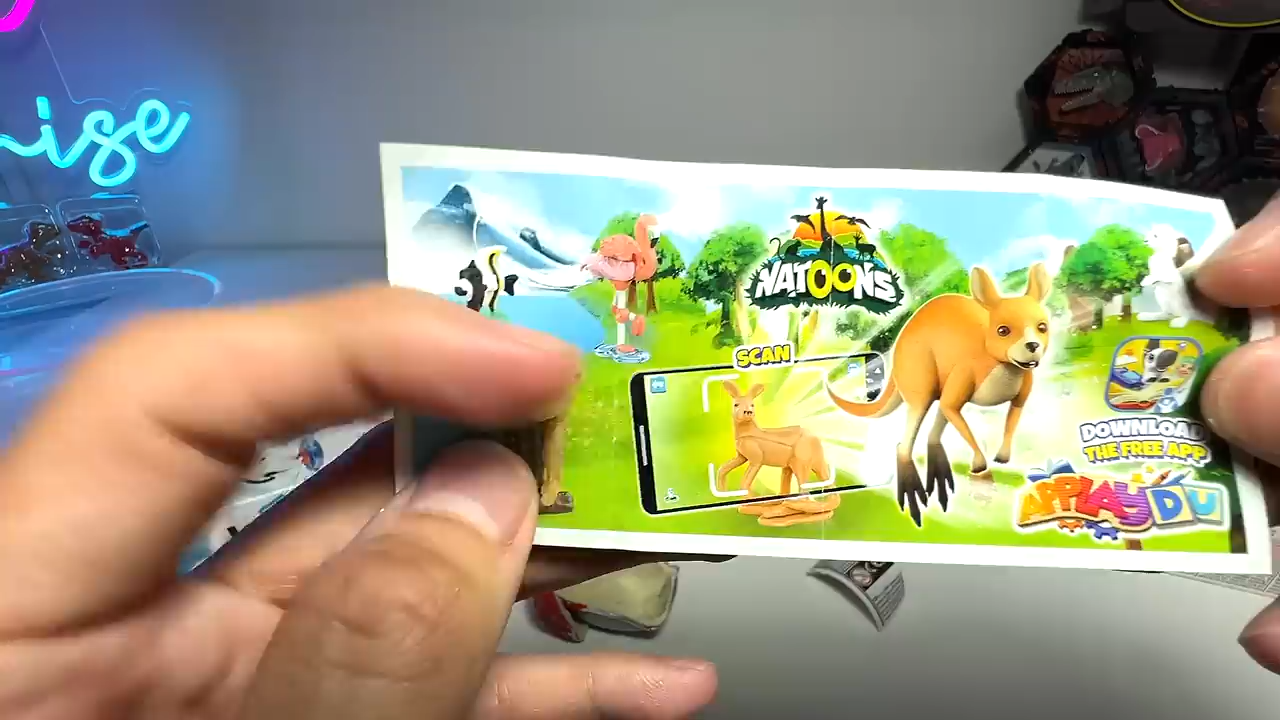 ise
NATOONS
SCAN
DOWNLOAD
THE FREE APP
APPLAYDU